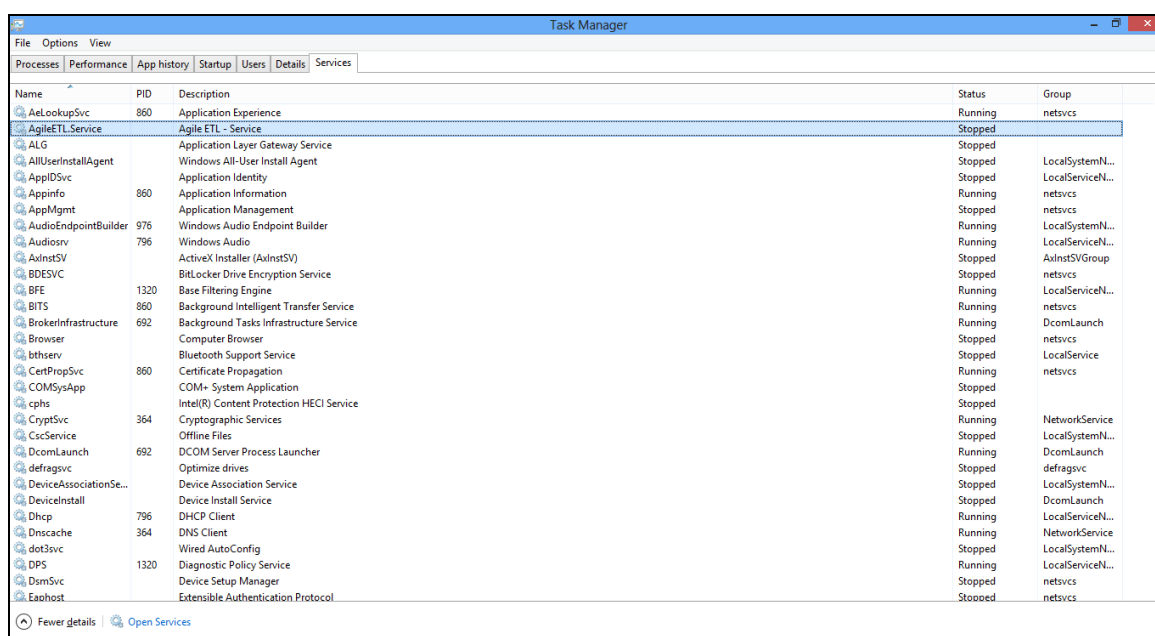 Task Manager
File Options View
Processes Performance App history Startup Users Details Services
Name PID Description Status Group
AeLookupSvc 860 Application Experience Running netsvcs
AgileETL.Service Agile ETL - Service Stopped
ALG Application Layer Gateway Service Stopped
AllUserInstallAgent Windows All-User Install Agent Stopped LocalSystemN...
AppIDSvc Application Identity Stopped LocalServiceN...
Appinfo 860 Application Information Running netsvcs
AppMgmt Application Management Stopped netsvcs
AudioEndpointBuilder 976 Windows Audio Endpoint Builder Running LocalSystemN...
Audiosrv 796 Windows Audio Running LocalServiceN...
AxInstSV ActiveX Installer (AxInstSV) Stopped AxInstSVGroup
BDESVC BitLocker Drive Encryption Service Stopped netsvcs
BFE 1320 Base Filtering Engine Running LocalServiceN...
BITS 860 Background Intelligent Transfer Service Running netsvcs
BrokerInfrastructure 692 Background Tasks Infrastructure Service Running DcomLaunch
Browser Computer Browser Stopped netsvcs
bthserv Bluetooth Support Service Stopped LocalService
CertPropSvc 860 Certificate Propagation Running netsvcs
COMSysApp COM+ System Application Stopped
cphs Intel(R) Content Protection HECI Service Stopped
CryptSvc 364 Cryptographic Services Running NetworkService
CscService Offline Files Stopped LocalSystemN...
DcomLaunch 692 DCOM Server Process Launcher Running DcomLaunch
defragsvc Optimize drives Stopped defragsvc
DeviceAssociationSe... Device Association Service Stopped LocalSystemN...
DeviceInstall Device Install Service Stopped DcomLaunch
Dhcp 796 DHCP Client Running LocalServiceN...
Dnscache 364 DNS Client Running NetworkService
dot3svc Wired AutoConfig Stopped LocalSystemN...
DPS 1320 Diagnostic Policy Service Running LocalServiceN...
DsmSvc Device Setup Manager Stopped netsvcs
Eaphost Extensible Authentication Protocol Stopped netsvcs
Fewer details Open Services